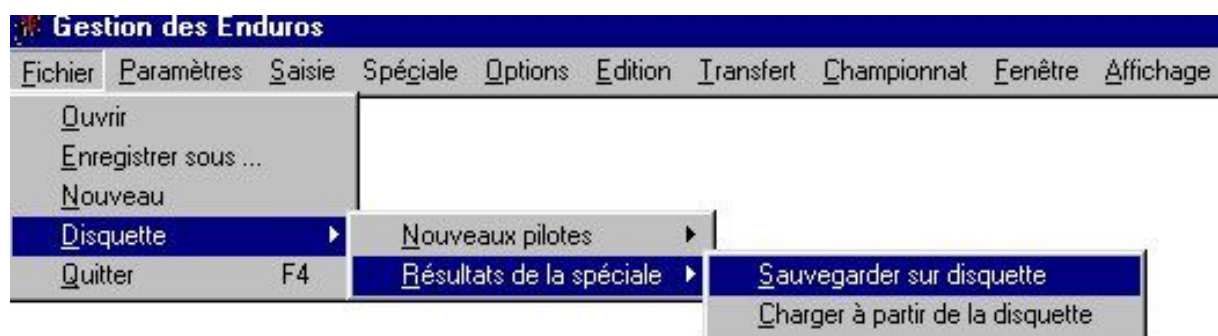 Gestion des Enduros
Fichier Paramètres Saisie Spéciale Options Edition Transfert Championnat Fenêtre Affichage
Ouvrir
Enregistrer sous ...
Nouveau
Disquette Nouveaux pilotes
Quitter F4 Résultats de la spéciale Sauvegarder sur disquette
Charger à partir de la disquette